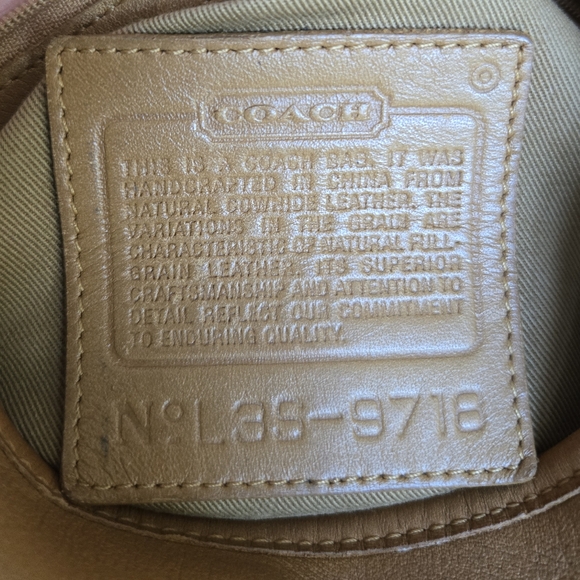 COACH
THIS IS A COACH BAG. IT WAS
HANDCRAFTED IN CHINA FROM
NATURAL COWHIDE LEATHER. THE
VARIATIONS IN THE GRAIN ARE
CHARACTERISTIC OF NATURAL FULL-
GRAIN LEATHER. ITS SUPERIOR
CRAFTSMANSHIP AND ATTENTION TO
DETAIL REFLECT OUR COMMITMENT
TO ENDURING QUALITY.
Nº L3S-9718